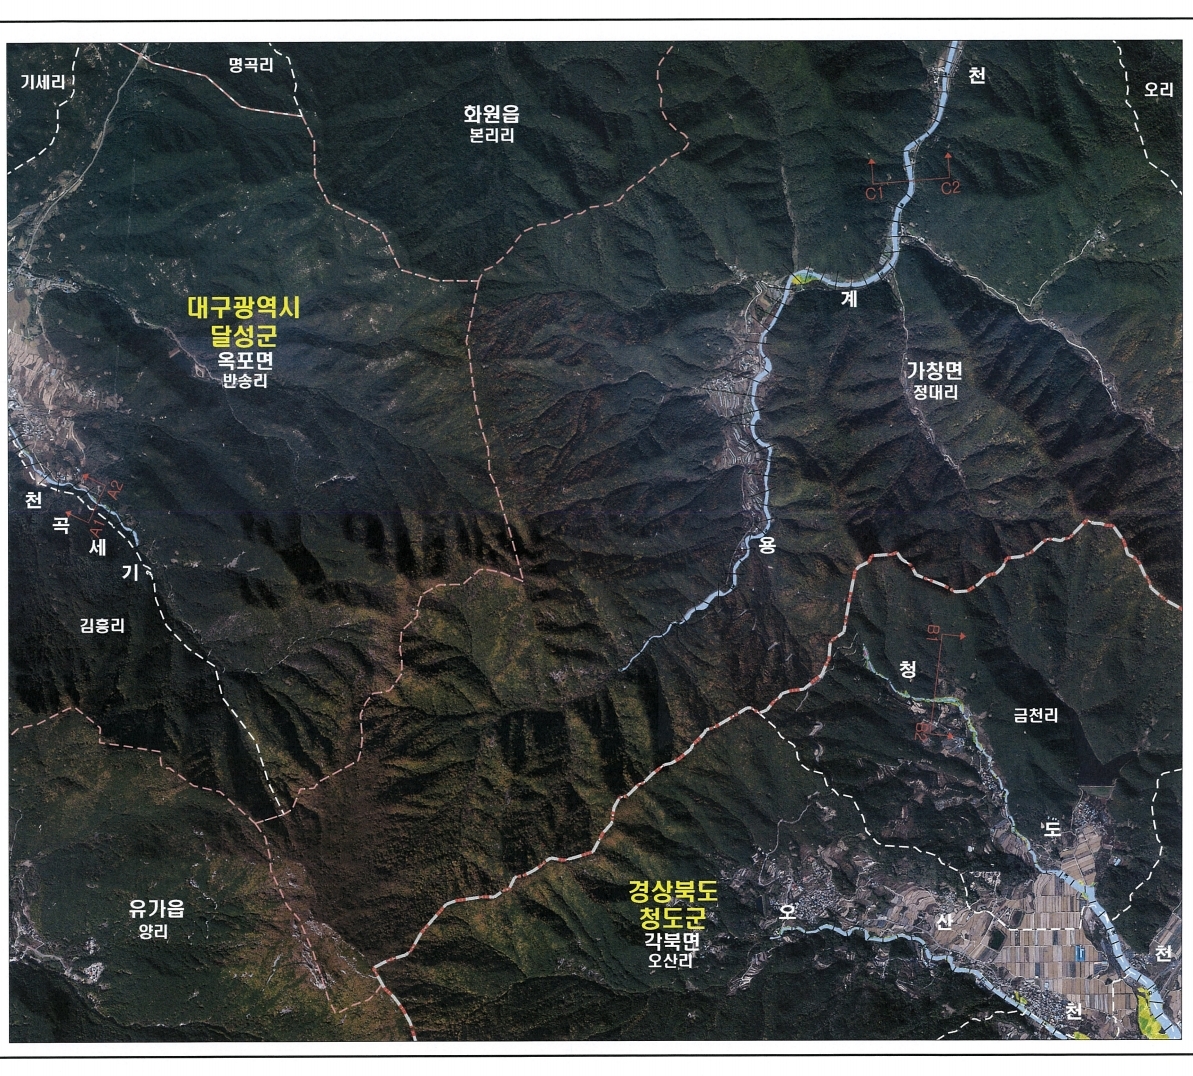 기세리
명곡리
화원읍
본리리
천
오리
C1
C2
대구광역시
달성군
옥포면
반송리
계
가창면
정대리
천
곡
세
기
A1
A2
용
김흥리
청
금천리
도
유가읍
양리
경상북도
청도군
각북면
오산리
오
산
천
천